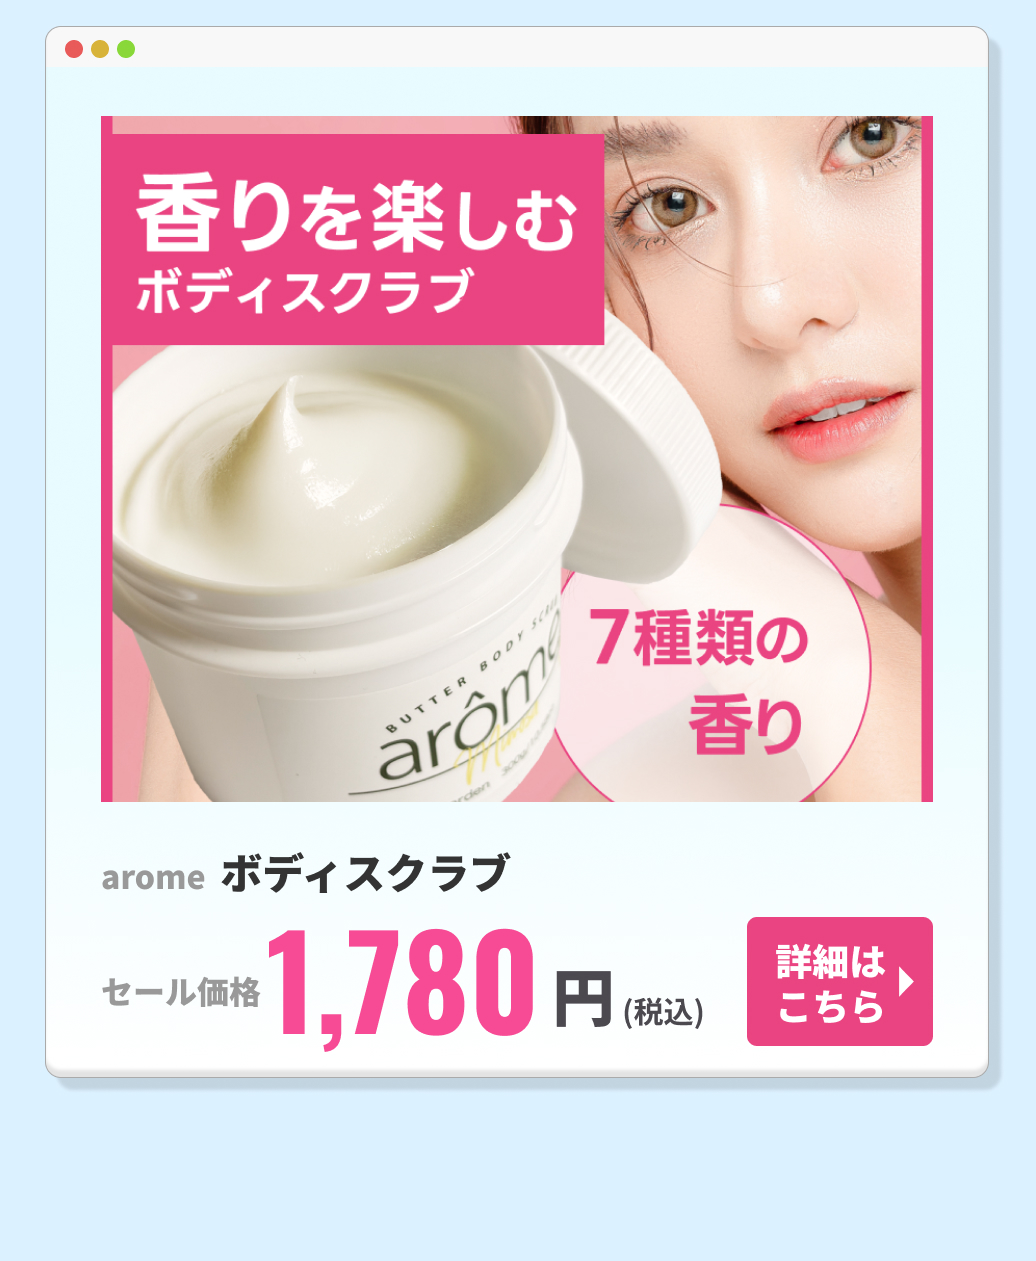 香りを楽しむ
ボディスクラブ
BUTTER BODY SCRUB
arôme
Mimosa
7種類の
香り
arome ボディスクラブ
セール価格 1,780 円 (税込)
詳細は
こちら